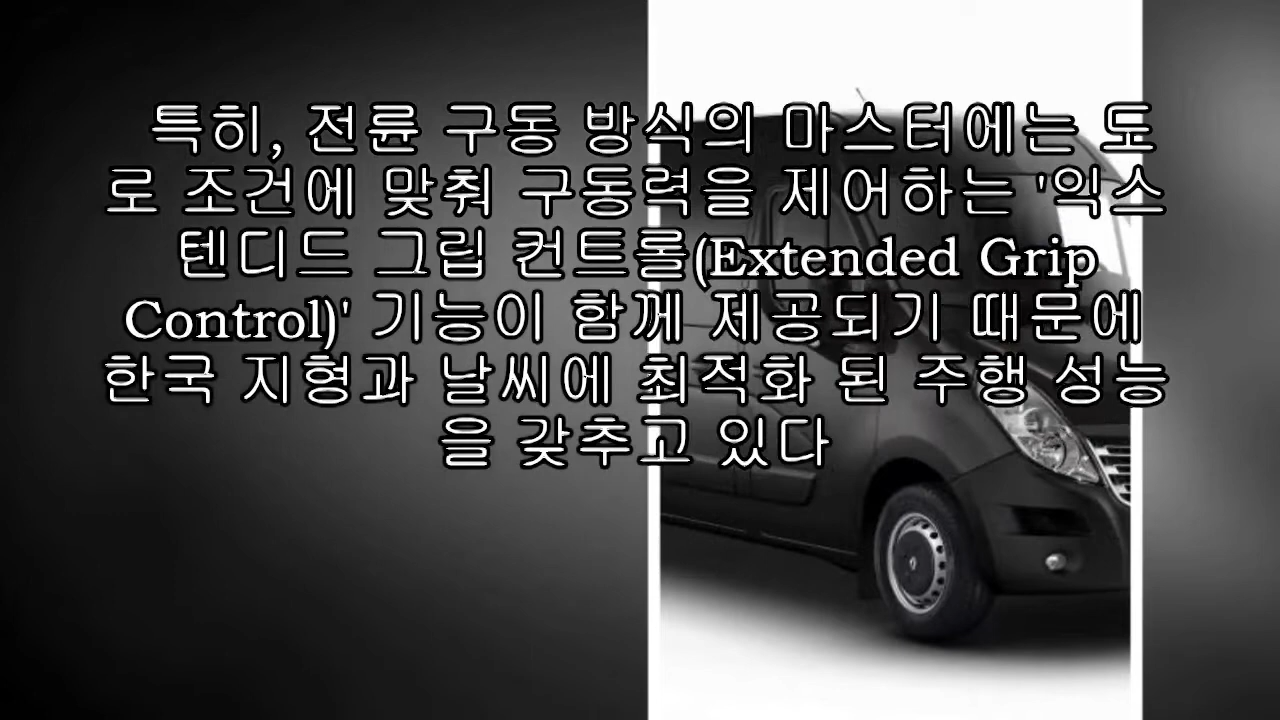 특히, 전륜 구동 방식의 마스터에는 도
로 조건에 맞춰 구동력을 제어하는 '익스
텐디드 그립 컨트롤(Extended Grip
Control)' 기능이 함께 제공되기 때문에
한국 지형과 날씨에 최적화 된 주행 성능
을 갖추고 있다